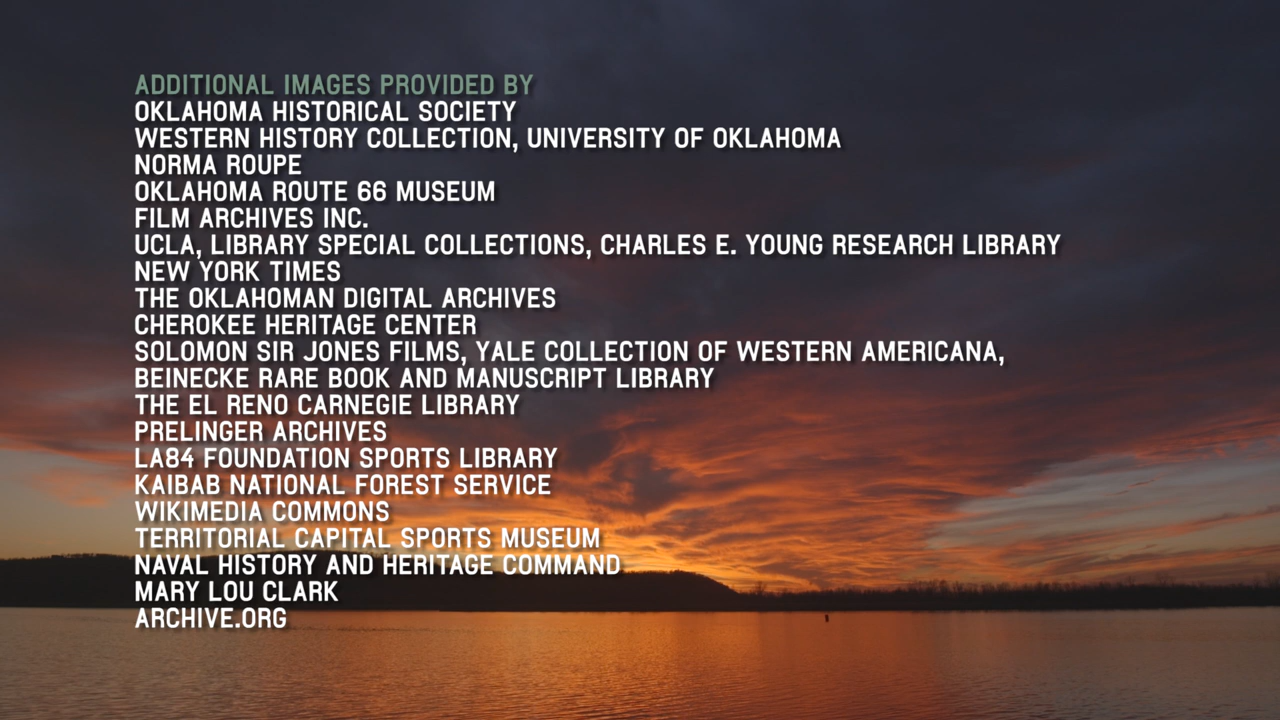 ADDITIONAL IMAGES PROVIDED BY
OKLAHOMA HISTORICAL SOCIETY
WESTERN HISTORY COLLECTION, UNIVERSITY OF OKLAHOMA
NORMA ROUPE
OKLAHOMA ROUTE 66 MUSEUM
FILM ARCHIVES INC.
UCLA, LIBRARY SPECIAL COLLECTIONS, CHARLES E. YOUNG RESEARCH LIBRARY
NEW YORK TIMES
THE OKLAHOMAN DIGITAL ARCHIVES
CHEROKEE HERITAGE CENTER
SOLOMON SIR JONES FILMS, YALE COLLECTION OF WESTERN AMERICANA,
BEINECKE RARE BOOK AND MANUSCRIPT LIBRARY
THE EL RENO CARNEGIE LIBRARY
PRELINGER ARCHIVES
LA84 FOUNDATION SPORTS LIBRARY
KAIBAB NATIONAL FOREST SERVICE
WIKIMEDIA COMMONS
TERRITORIAL CAPITAL SPORTS MUSEUM
NAVAL HISTORY AND HERITAGE COMMAND
MARY LOU CLARK
ARCHIVE.ORG